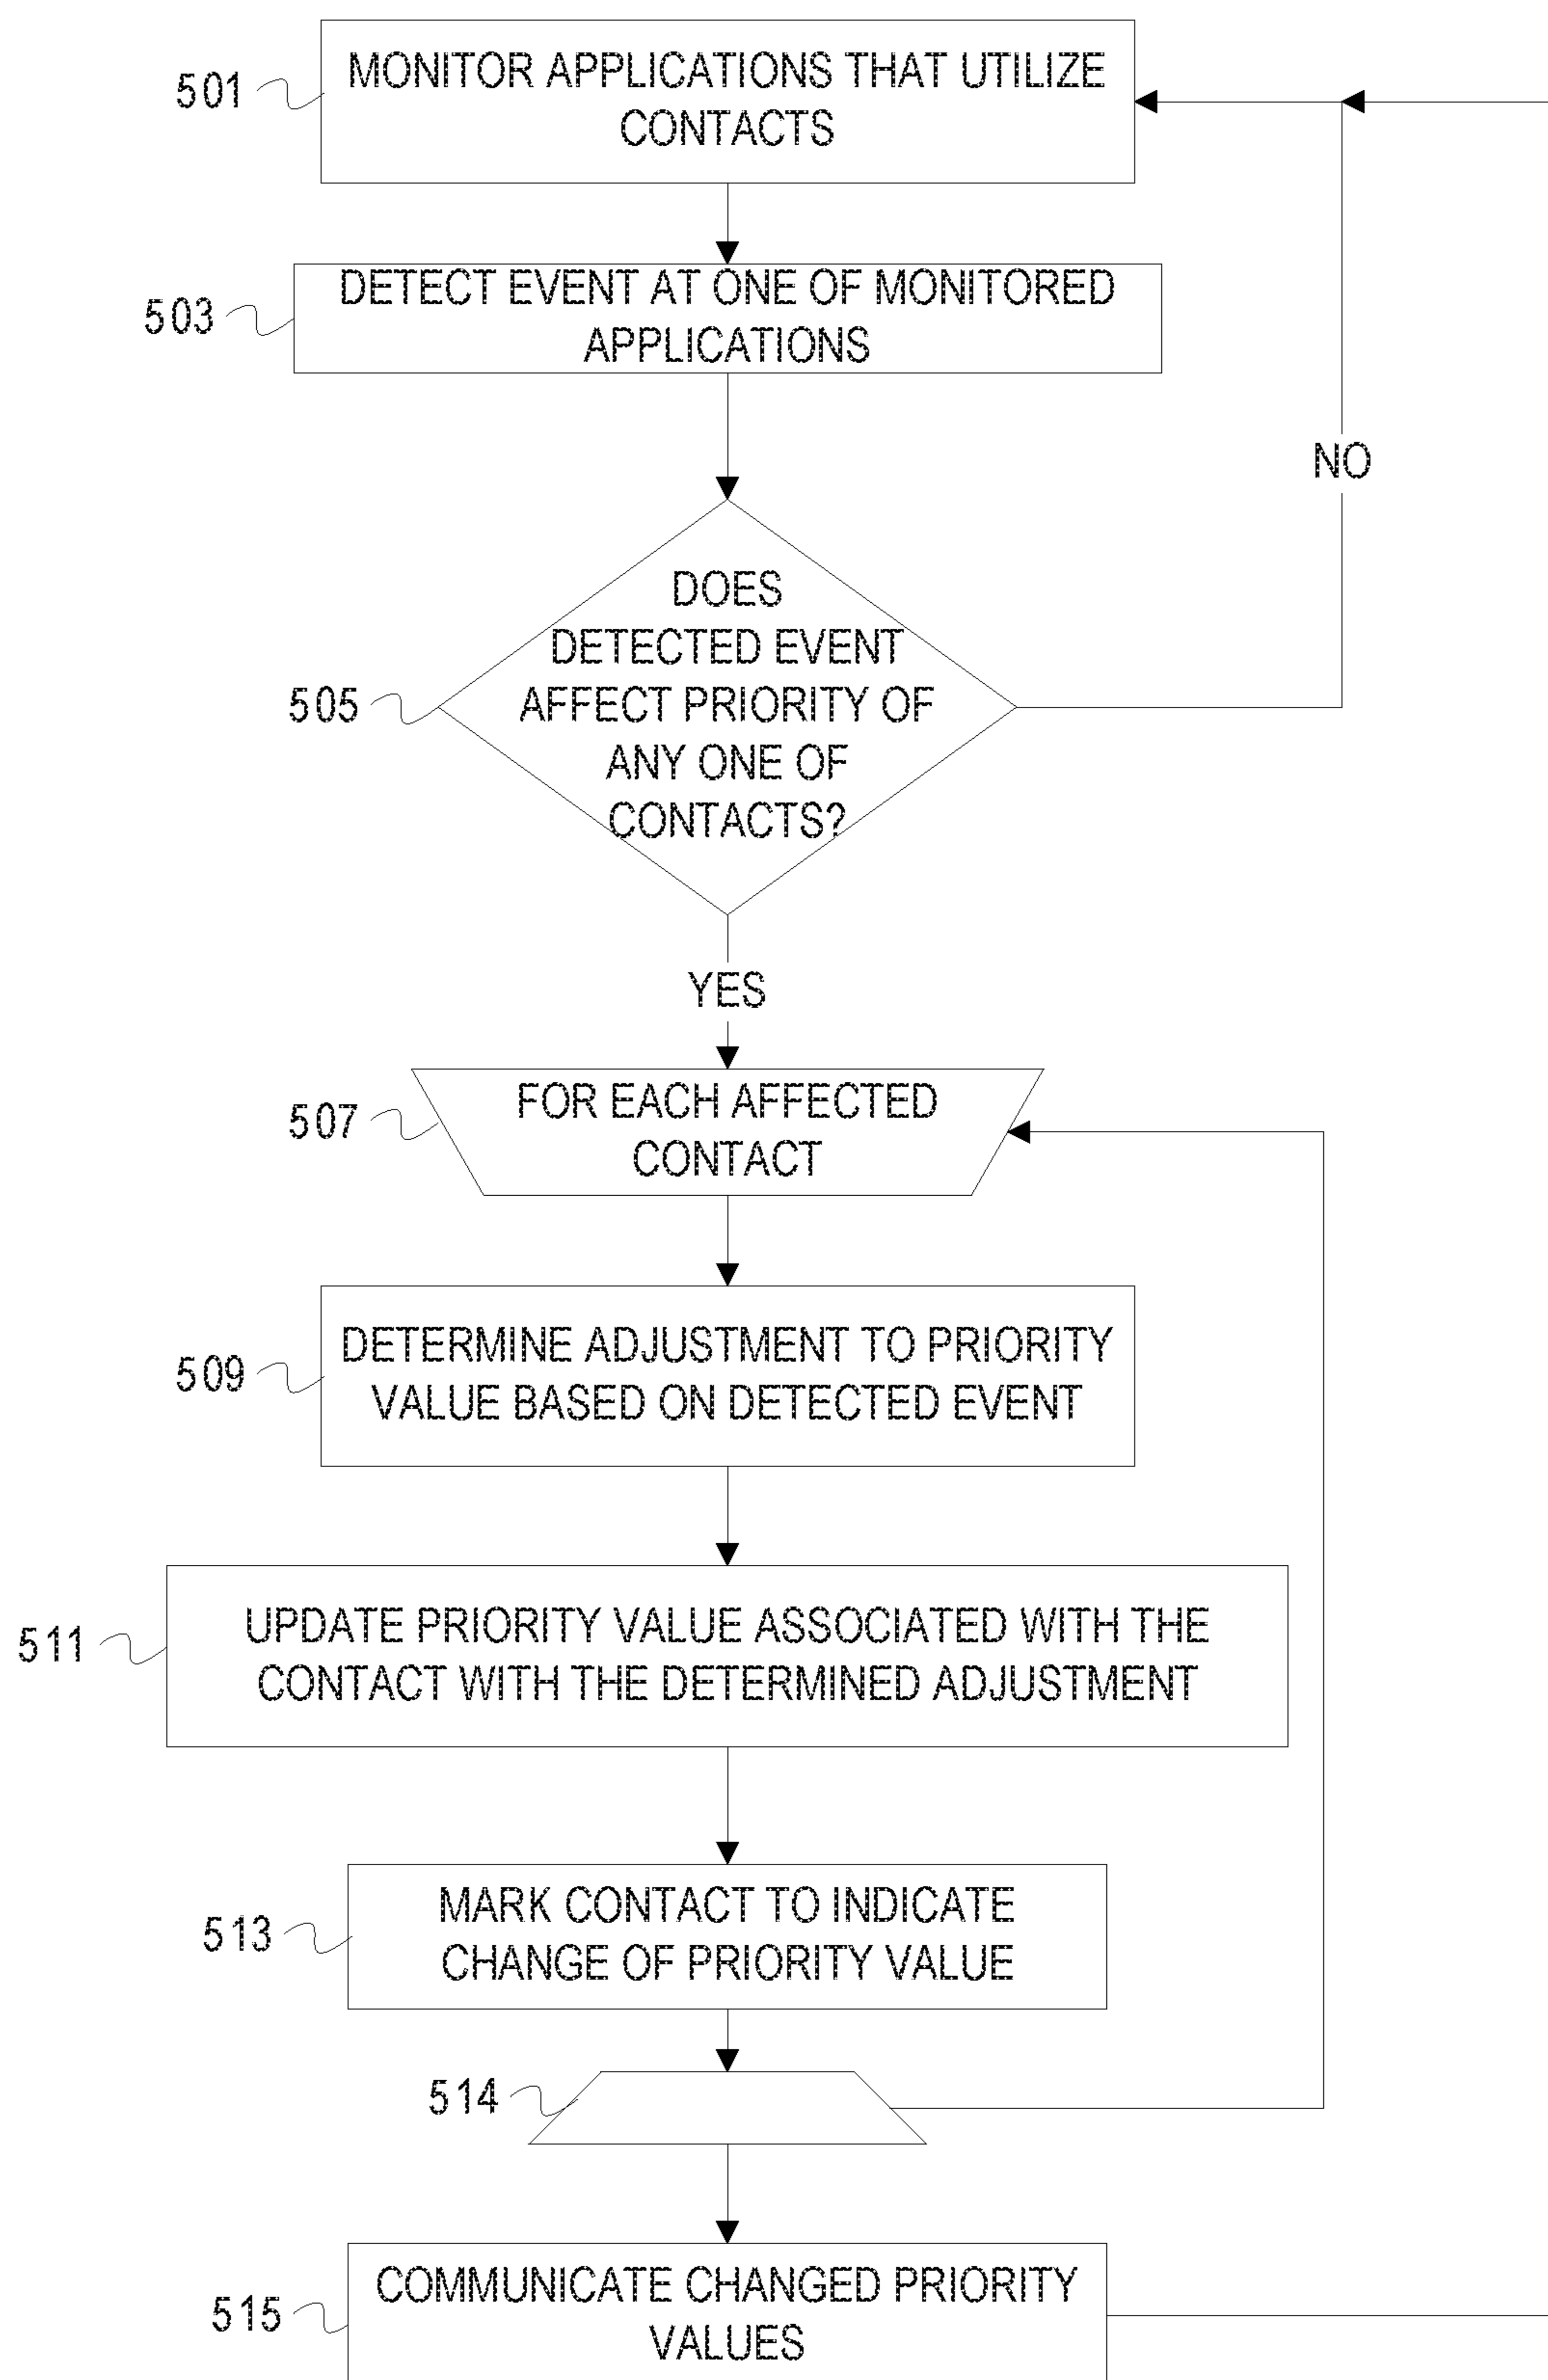 501
MONITOR APPLICATIONS THAT UTILIZE
CONTACTS
503
DETECT EVENT AT ONE OF MONITORED
APPLICATIONS
NO
505
DOES
DETECTED EVENT
AFFECT PRIORITY OF
ANY ONE OF
CONTACTS?
YES
507
FOR EACH AFFECTED
CONTACT
509
DETERMINE ADJUSTMENT TO PRIORITY
VALUE BASED ON DETECTED EVENT
511
UPDATE PRIORITY VALUE ASSOCIATED WITH THE
CONTACT WITH THE DETERMINED ADJUSTMENT
513
MARK CONTACT TO INDICATE
CHANGE OF PRIORITY VALUE
514
515
COMMUNICATE CHANGED PRIORITY
VALUES